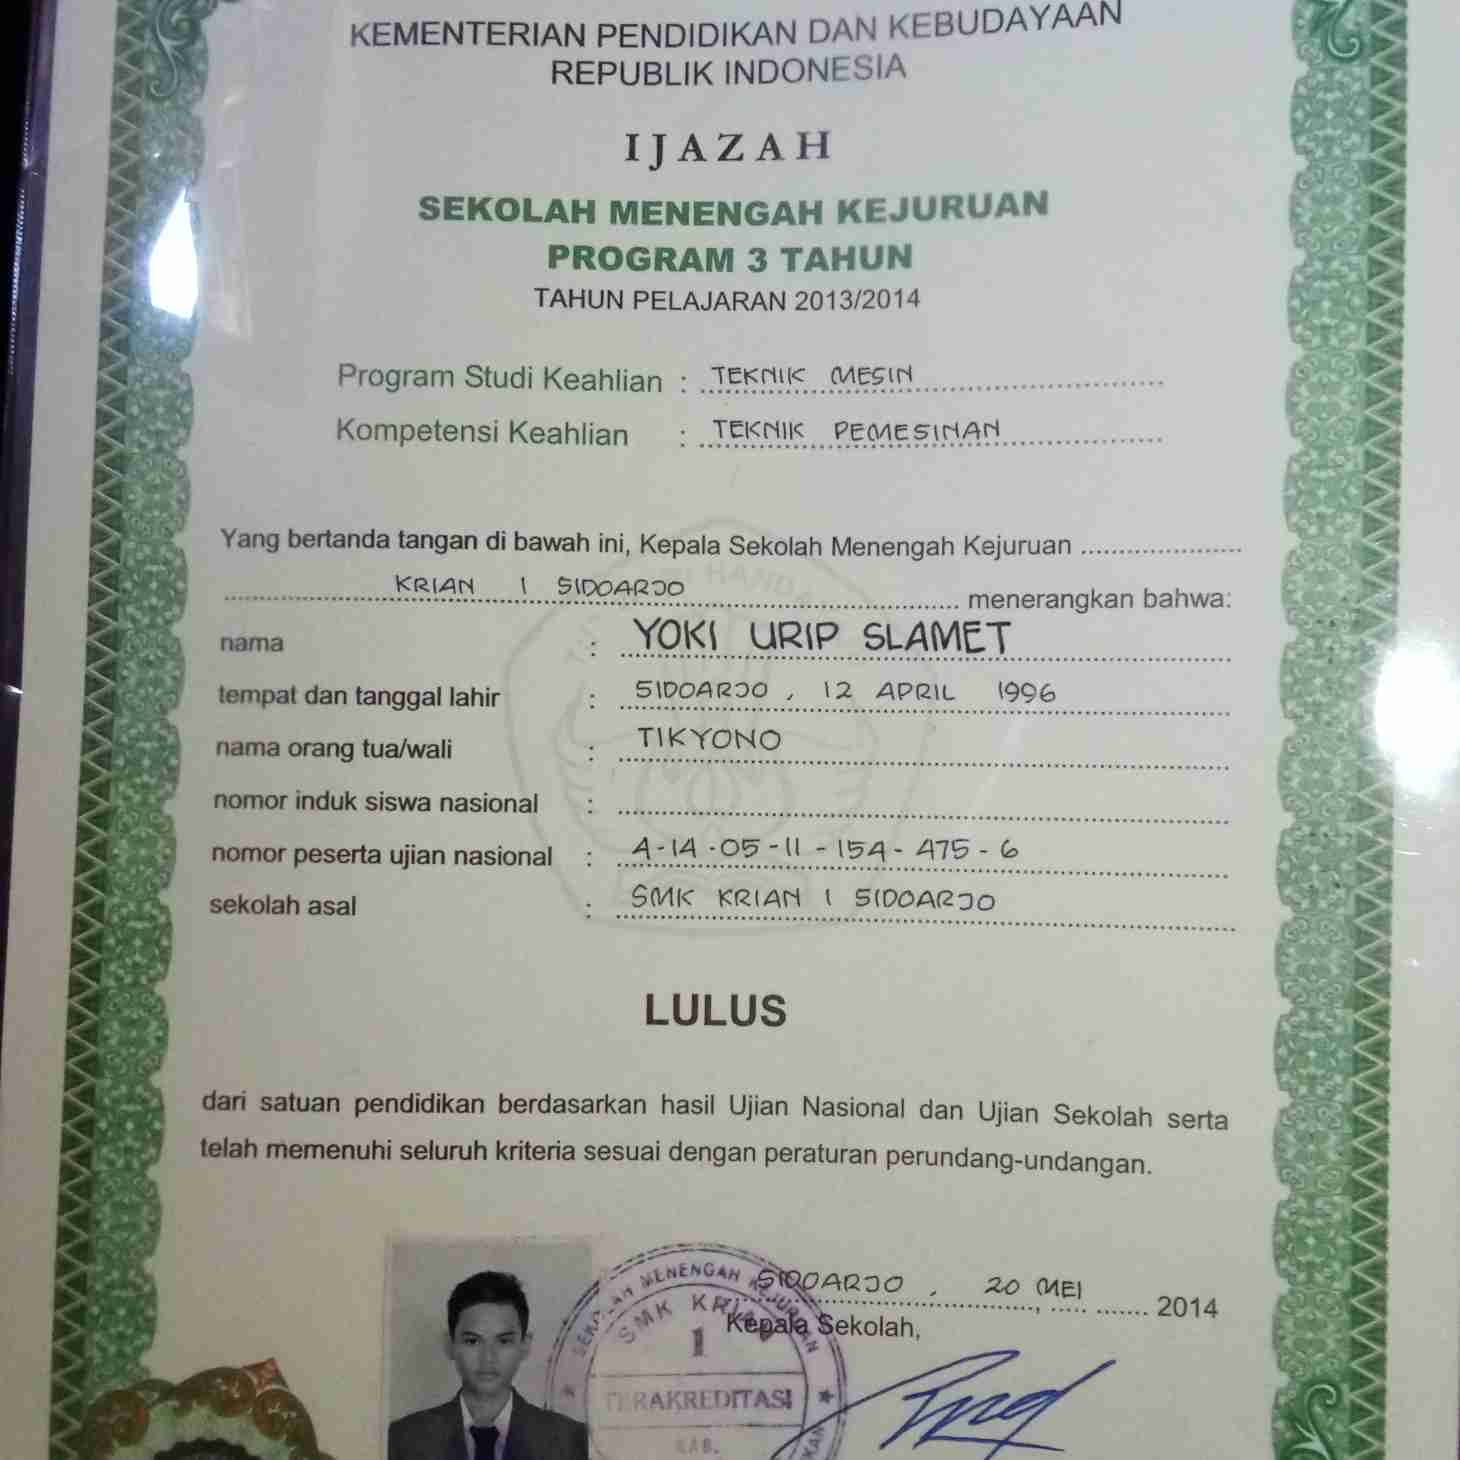 KEMENTERIAN PENDIDIKAN DAN KEBUDAYAAN
REPUBLIK INDONESIA
IJAZAH
SEKOLAH MENENGAH KEJURUAN
PROGRAM 3 TAHUN
TAHUN PELAJARAN 2013/2014
Program Studi Keahlian : TEKNIK MESIN
Kompetensi Keahlian : TEKNIK PEMESINAN
Yang bertanda tangan di bawah ini, Kepala Sekolah Menengah Kejuruan
KRIAN 1 SIDOARJO menerangkan bahwa:
nama : YOKI URIP SLAMET
tempat dan tanggal lahir : SIDOARJO, 12 APRIL 1996
nama orang tua/wali : TIKYONO
nomor induk siswa nasional :
nomor peserta ujian nasional : 4-14-05-11-154-475-6
sekolah asal : SMK KRIAN 1 SIDOARJO
LULUS
dari satuan pendidikan berdasarkan hasil Ujian Nasional dan Ujian Sekolah serta
telah memenuhi seluruh kriteria sesuai dengan peraturan perundang-undangan.
SIDOARJO, 20 MEI 2014
Kepala Sekolah,
SEKOLAH MENENGAH KEJURUAN
SMK KRIAN
1
TERAKREDITASI
KAB.